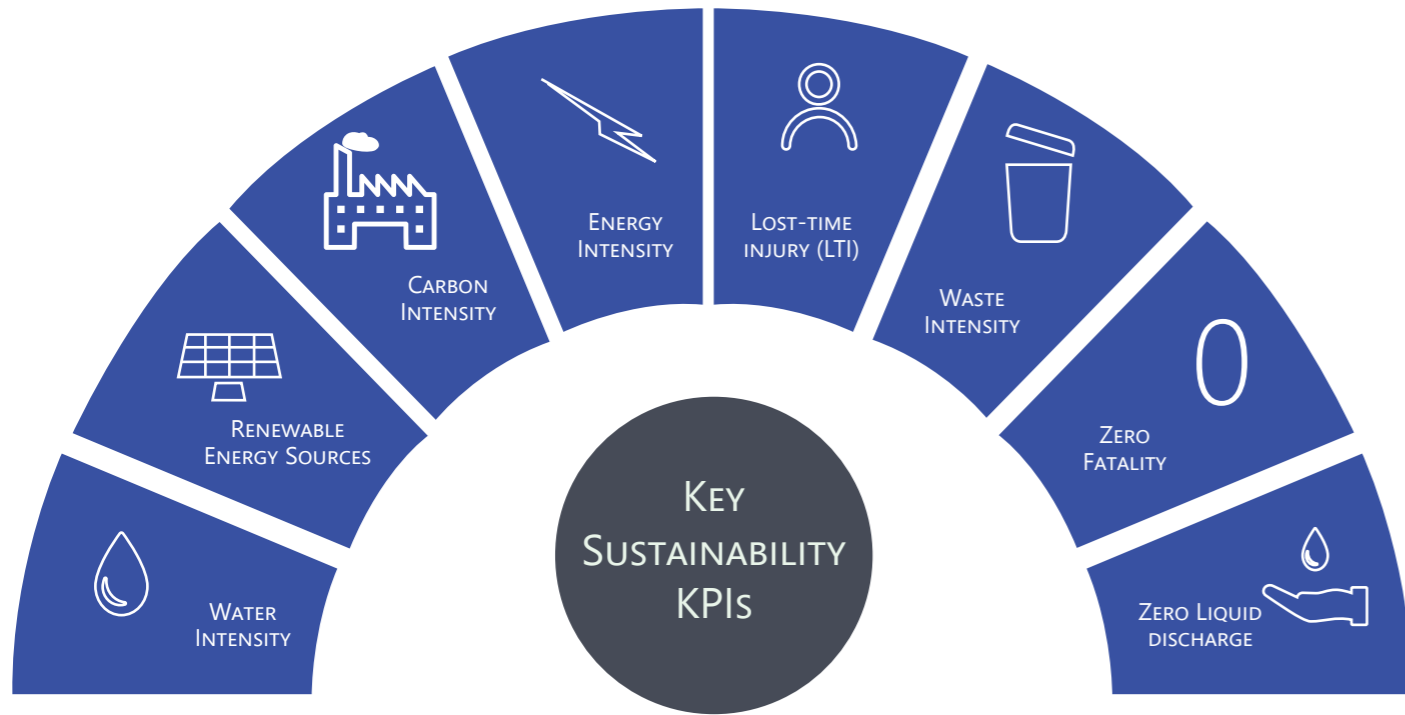 Water
Intensity
Renewable
Energy Sources
Carbon
Intensity
Energy
Intensity
Lost-time
injury (LTI)
Waste
Intensity
0
Zero
Fatality
Zero Liquid
discharge
Key
Sustainability
KPIs